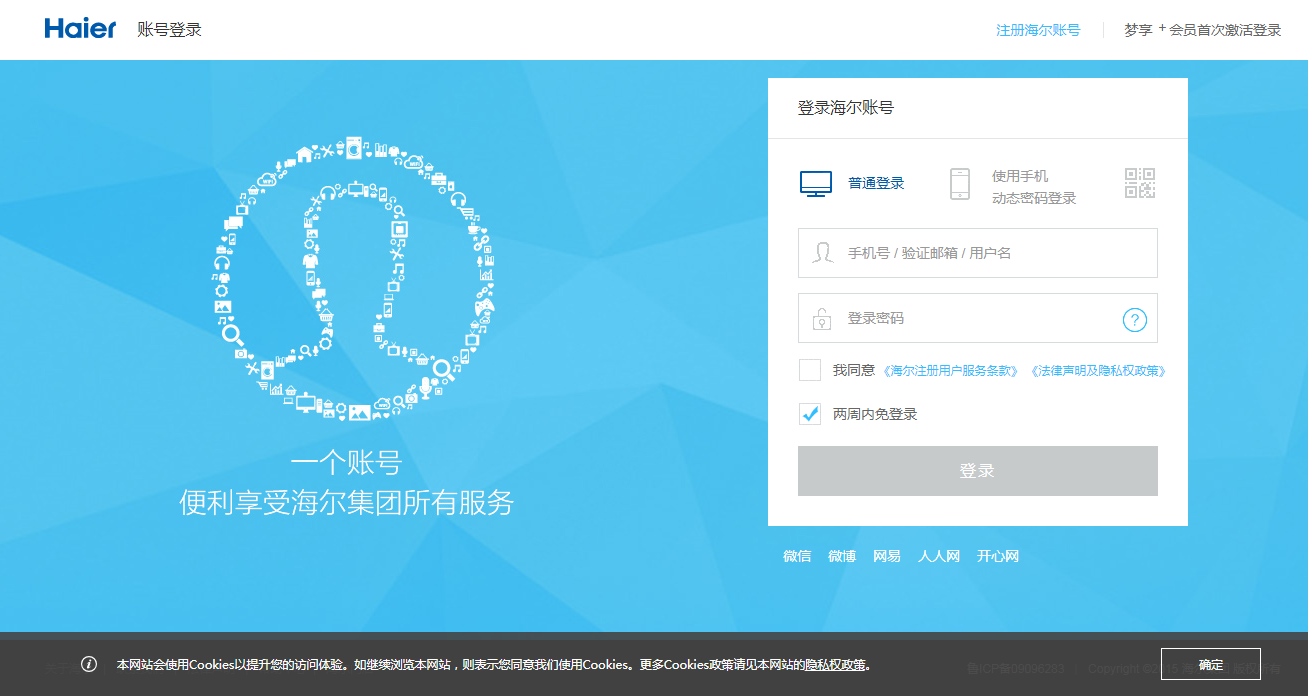 Haier 账号登录 注册海尔账号 梦享+会员首次激活登录
登录海尔账号
普通登录
使用手机
动态密码登录
手机号 / 验证邮箱 / 用户名
登录密码
?
我同意 《海尔注册用户服务条款》 《法律声明及隐私权政策》
两周内免登录
登录
一个账号
便利享受海尔集团所有服务
微信 微博 网易 人人网 开心网
本网站会使用Cookies以提升您的访问体验。如继续浏览本网站，则表示您同意我们使用Cookies。更多Cookies政策请见本网站的隐私权政策。
确定
鲁ICP备09096283 | Copyright ©